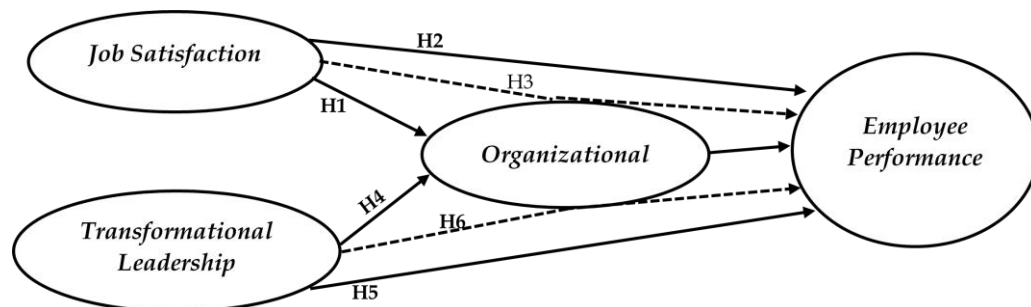 Job Satisfaction
H2
H3
H1
Organizational
Employee
Performance
H4
H6
Transformational
Leadership
H5